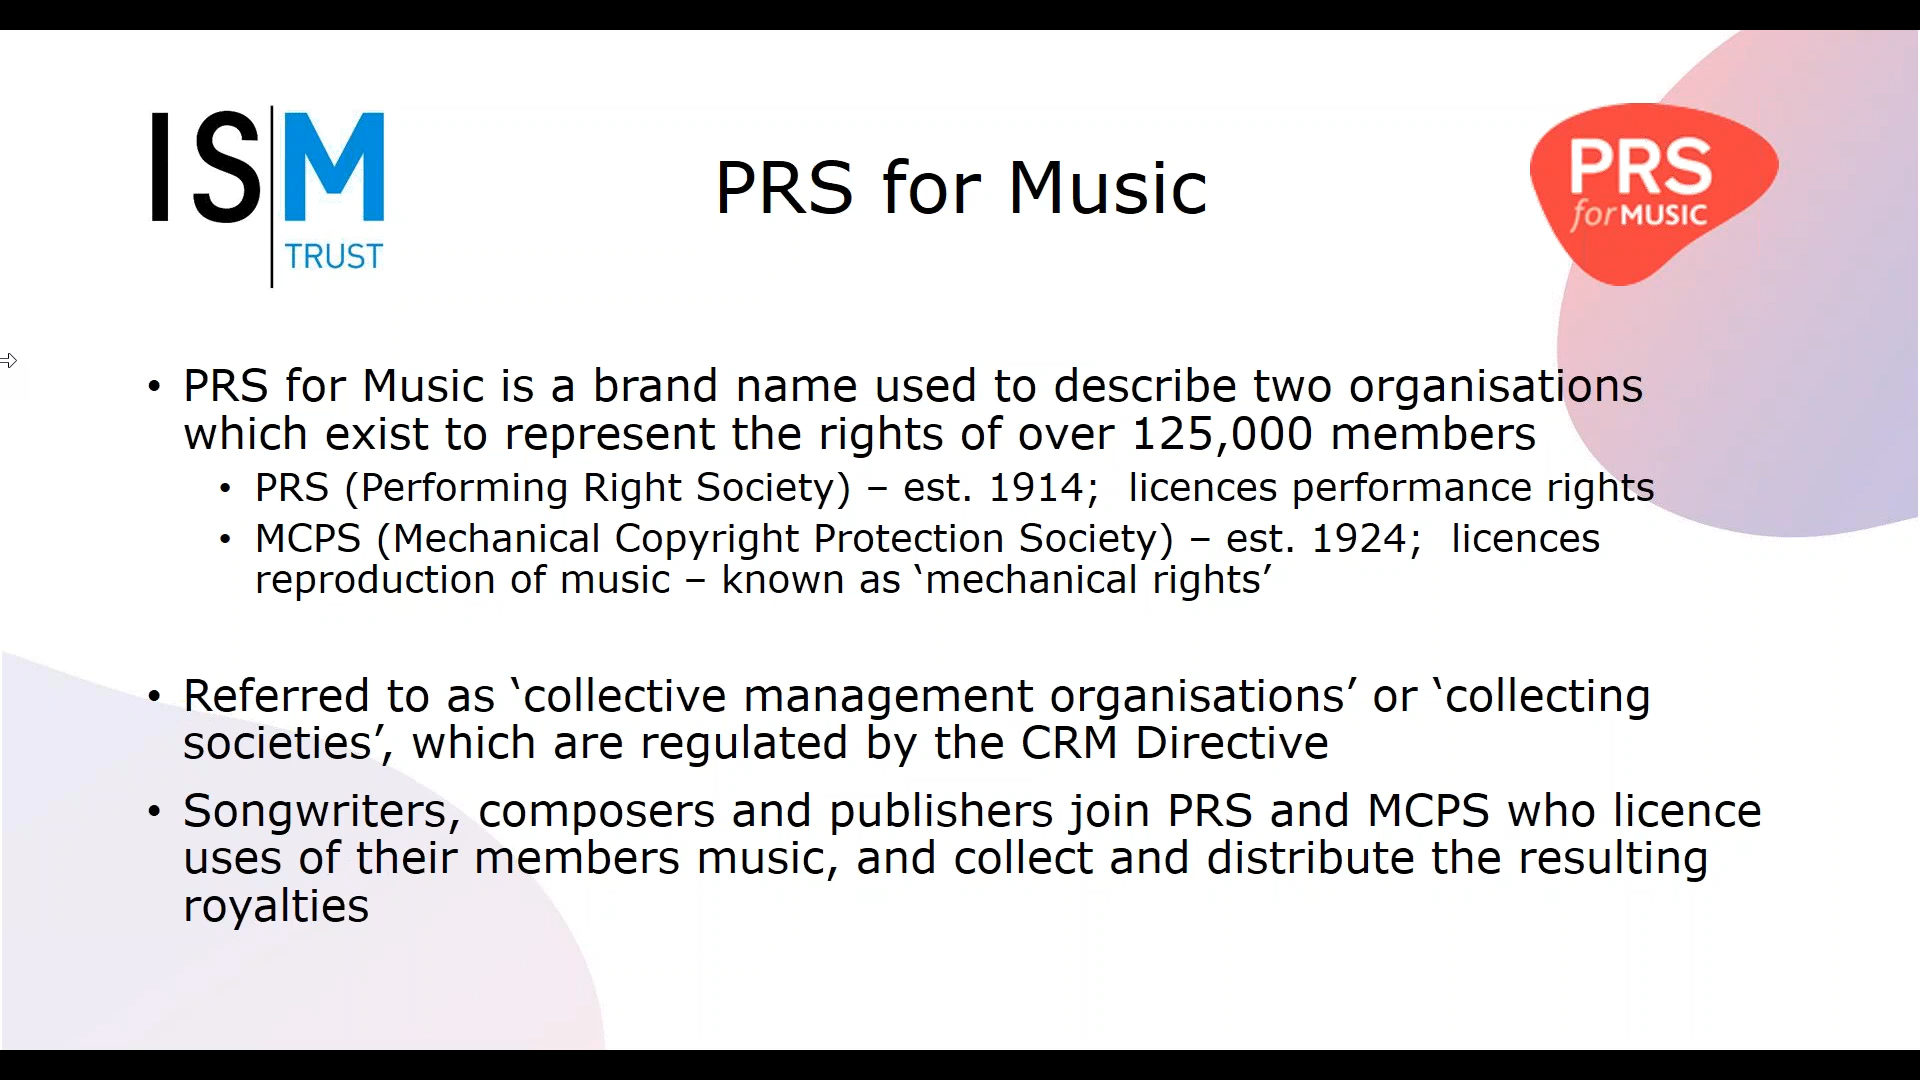 ISM
TRUST
PRS for Music
PRS
for MUSIC
• PRS for Music is a brand name used to describe two organisations
which exist to represent the rights of over 125,000 members
• PRS (Performing Right Society) – est. 1914;  licences performance rights
• MCPS (Mechanical Copyright Protection Society) – est. 1924;  licences
reproduction of music – known as ‘mechanical rights’
• Referred to as ‘collective management organisations’ or ‘collecting
societies’, which are regulated by the CRM Directive
• Songwriters, composers and publishers join PRS and MCPS who licence
uses of their members music, and collect and distribute the resulting
royalties